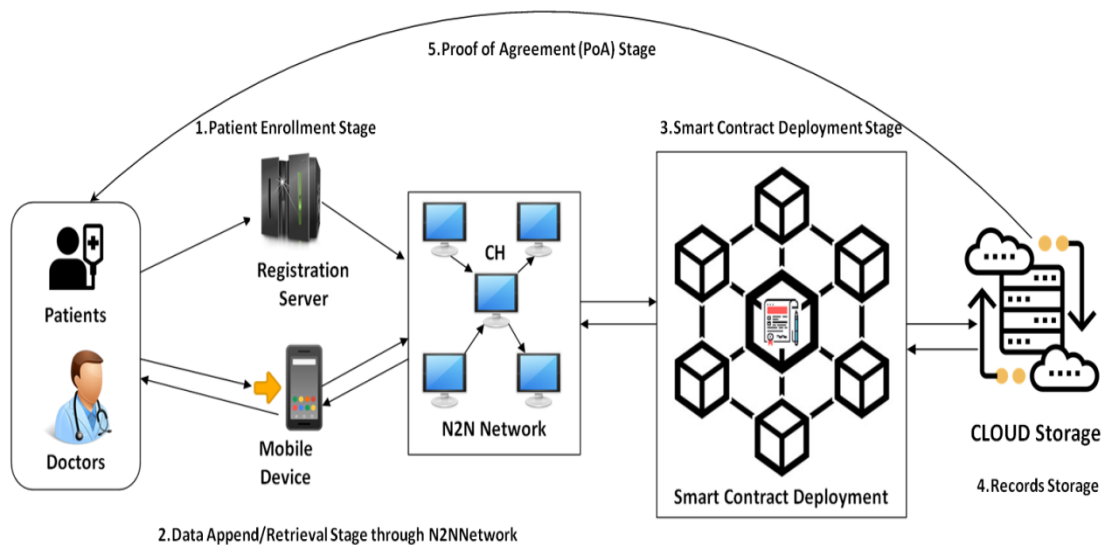 5.Proof of Agreement (PoA) Stage
1.Patient Enrollment Stage
3.Smart Contract Deployment Stage
CH
Registration
Server
Patients
N2N Network
Mobile
Device
Doctors
Smart Contract Deployment
CLOUD Storage
4.Records Storage
2.Data Append/Retrieval Stage through N2NNetwork